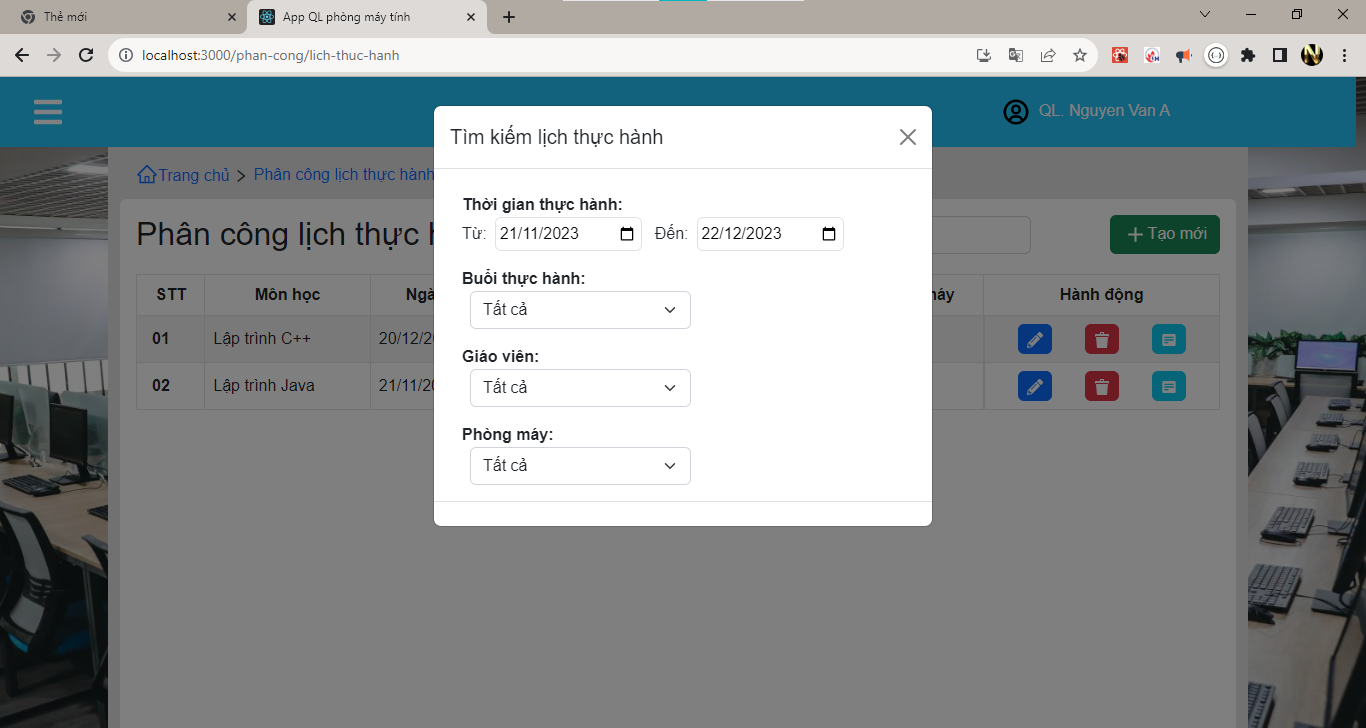 Thẻ mới
App QL phòng máy tính
localhost:3000/phan-cong/lich-thuc-hanh
QL. Nguyen Van A
Trang chủ > Phân công lịch thực hành
Phân công lịch thực
Tạo mới
STT Môn học Hành động
01 Lập trình C++ 20/12/20
02 Lập trình Java 21/11/20
Tìm kiếm lịch thực hành
Thời gian thực hành:
Từ: 21/11/2023 Đến: 22/12/2023
Buổi thực hành:
Tất cả
Giáo viên:
Tất cả
Phòng máy:
Tất cả